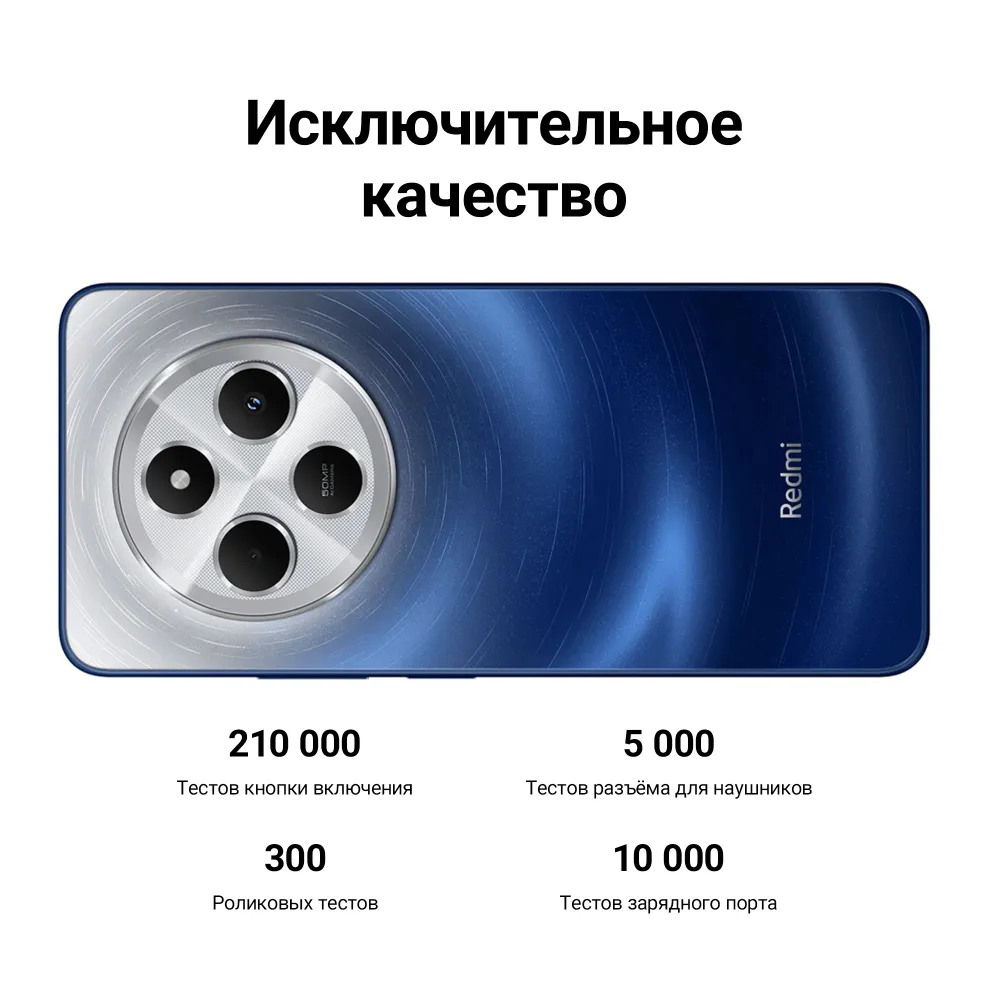 Исключительное
качество
50MP
Redmi
210 000
Тестов кнопки включения
5 000
Тестов разъёма для наушников
300
Роликовых тестов
10 000
Тестов зарядного порта